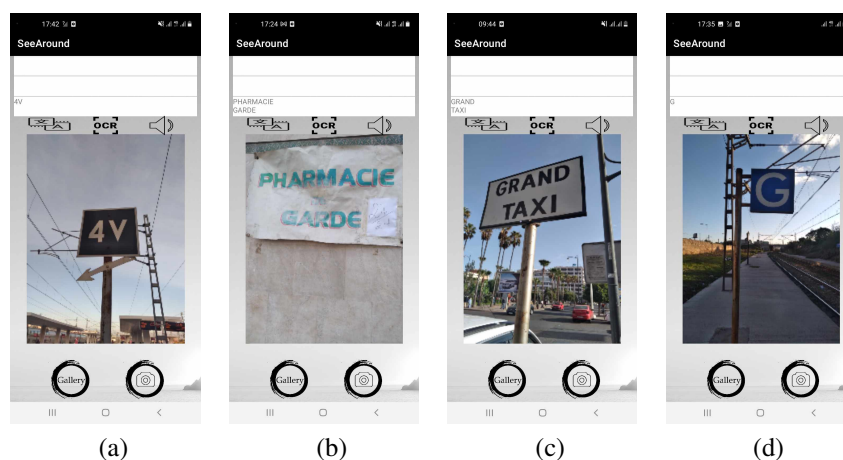 17:42
SeeAround
4V
OCR
4V
Gallery
(a)
17:24
SeeAround
PHARMACIE
GARDE
OCR
PHARMACIE
GARDE
Gallery
(b)
09:44
SeeAround
GRAND
TAXI
OCR
GRAND
TAXI
Gallery
(c)
17:35
SeeAround
G
OCR
G
Gallery
(d)